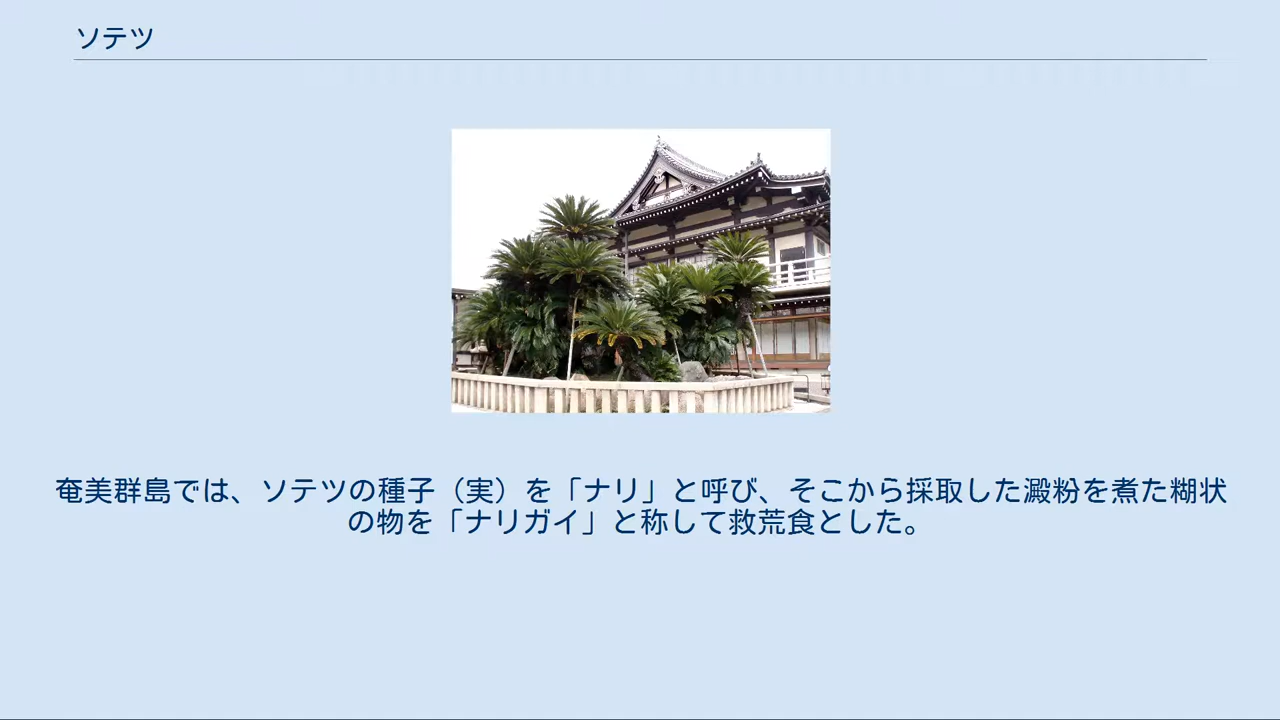 ソテツ
奄美群島では、ソテツの種子（実）を「ナリ」と呼び、そこから採取した澱粉を煮た糊状
の物を「ナリガイ」と称して救荒食とした。